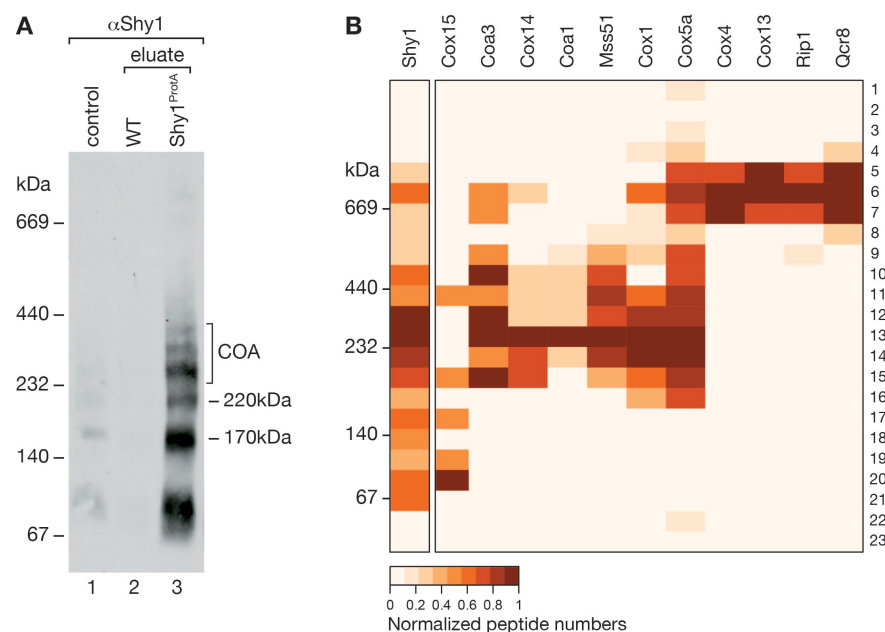 A
αShy1
eluate
control
WT
Shy1ProtA
kDa
669
440
232
140
67
COA
220kDa
170kDa
1 2 3
B
Shy1 Cox15 Coa3 Cox14 Coa1 Mss51 Cox1 Cox5a Cox4 Cox13 Rip1 Qcr8
kDa
669
440
232
140
67
1
2
3
4
5
6
7
8
9
10
11
12
13
14
15
16
17
18
19
20
21
22
23
0 0.2 0.4 0.6 0.8 1
Normalized peptide numbers